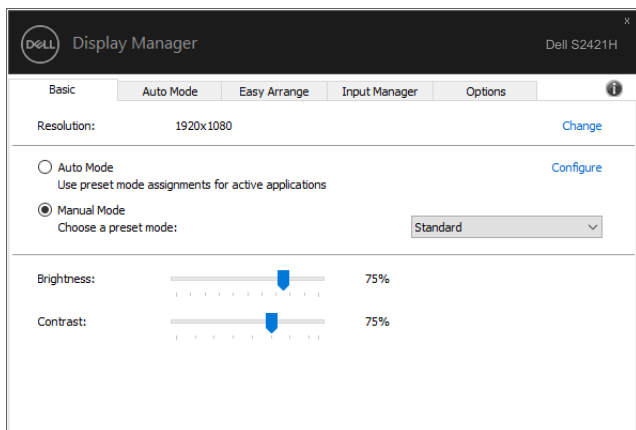 x
DELL Display Manager Dell S2421H
Basic Auto Mode Easy Arrange Input Manager Options i
Resolution: 1920x1080 Change
Auto Mode Configure
Use preset mode assignments for active applications
Manual Mode
Choose a preset mode: Standard
Brightness: 75%
Contrast: 75%